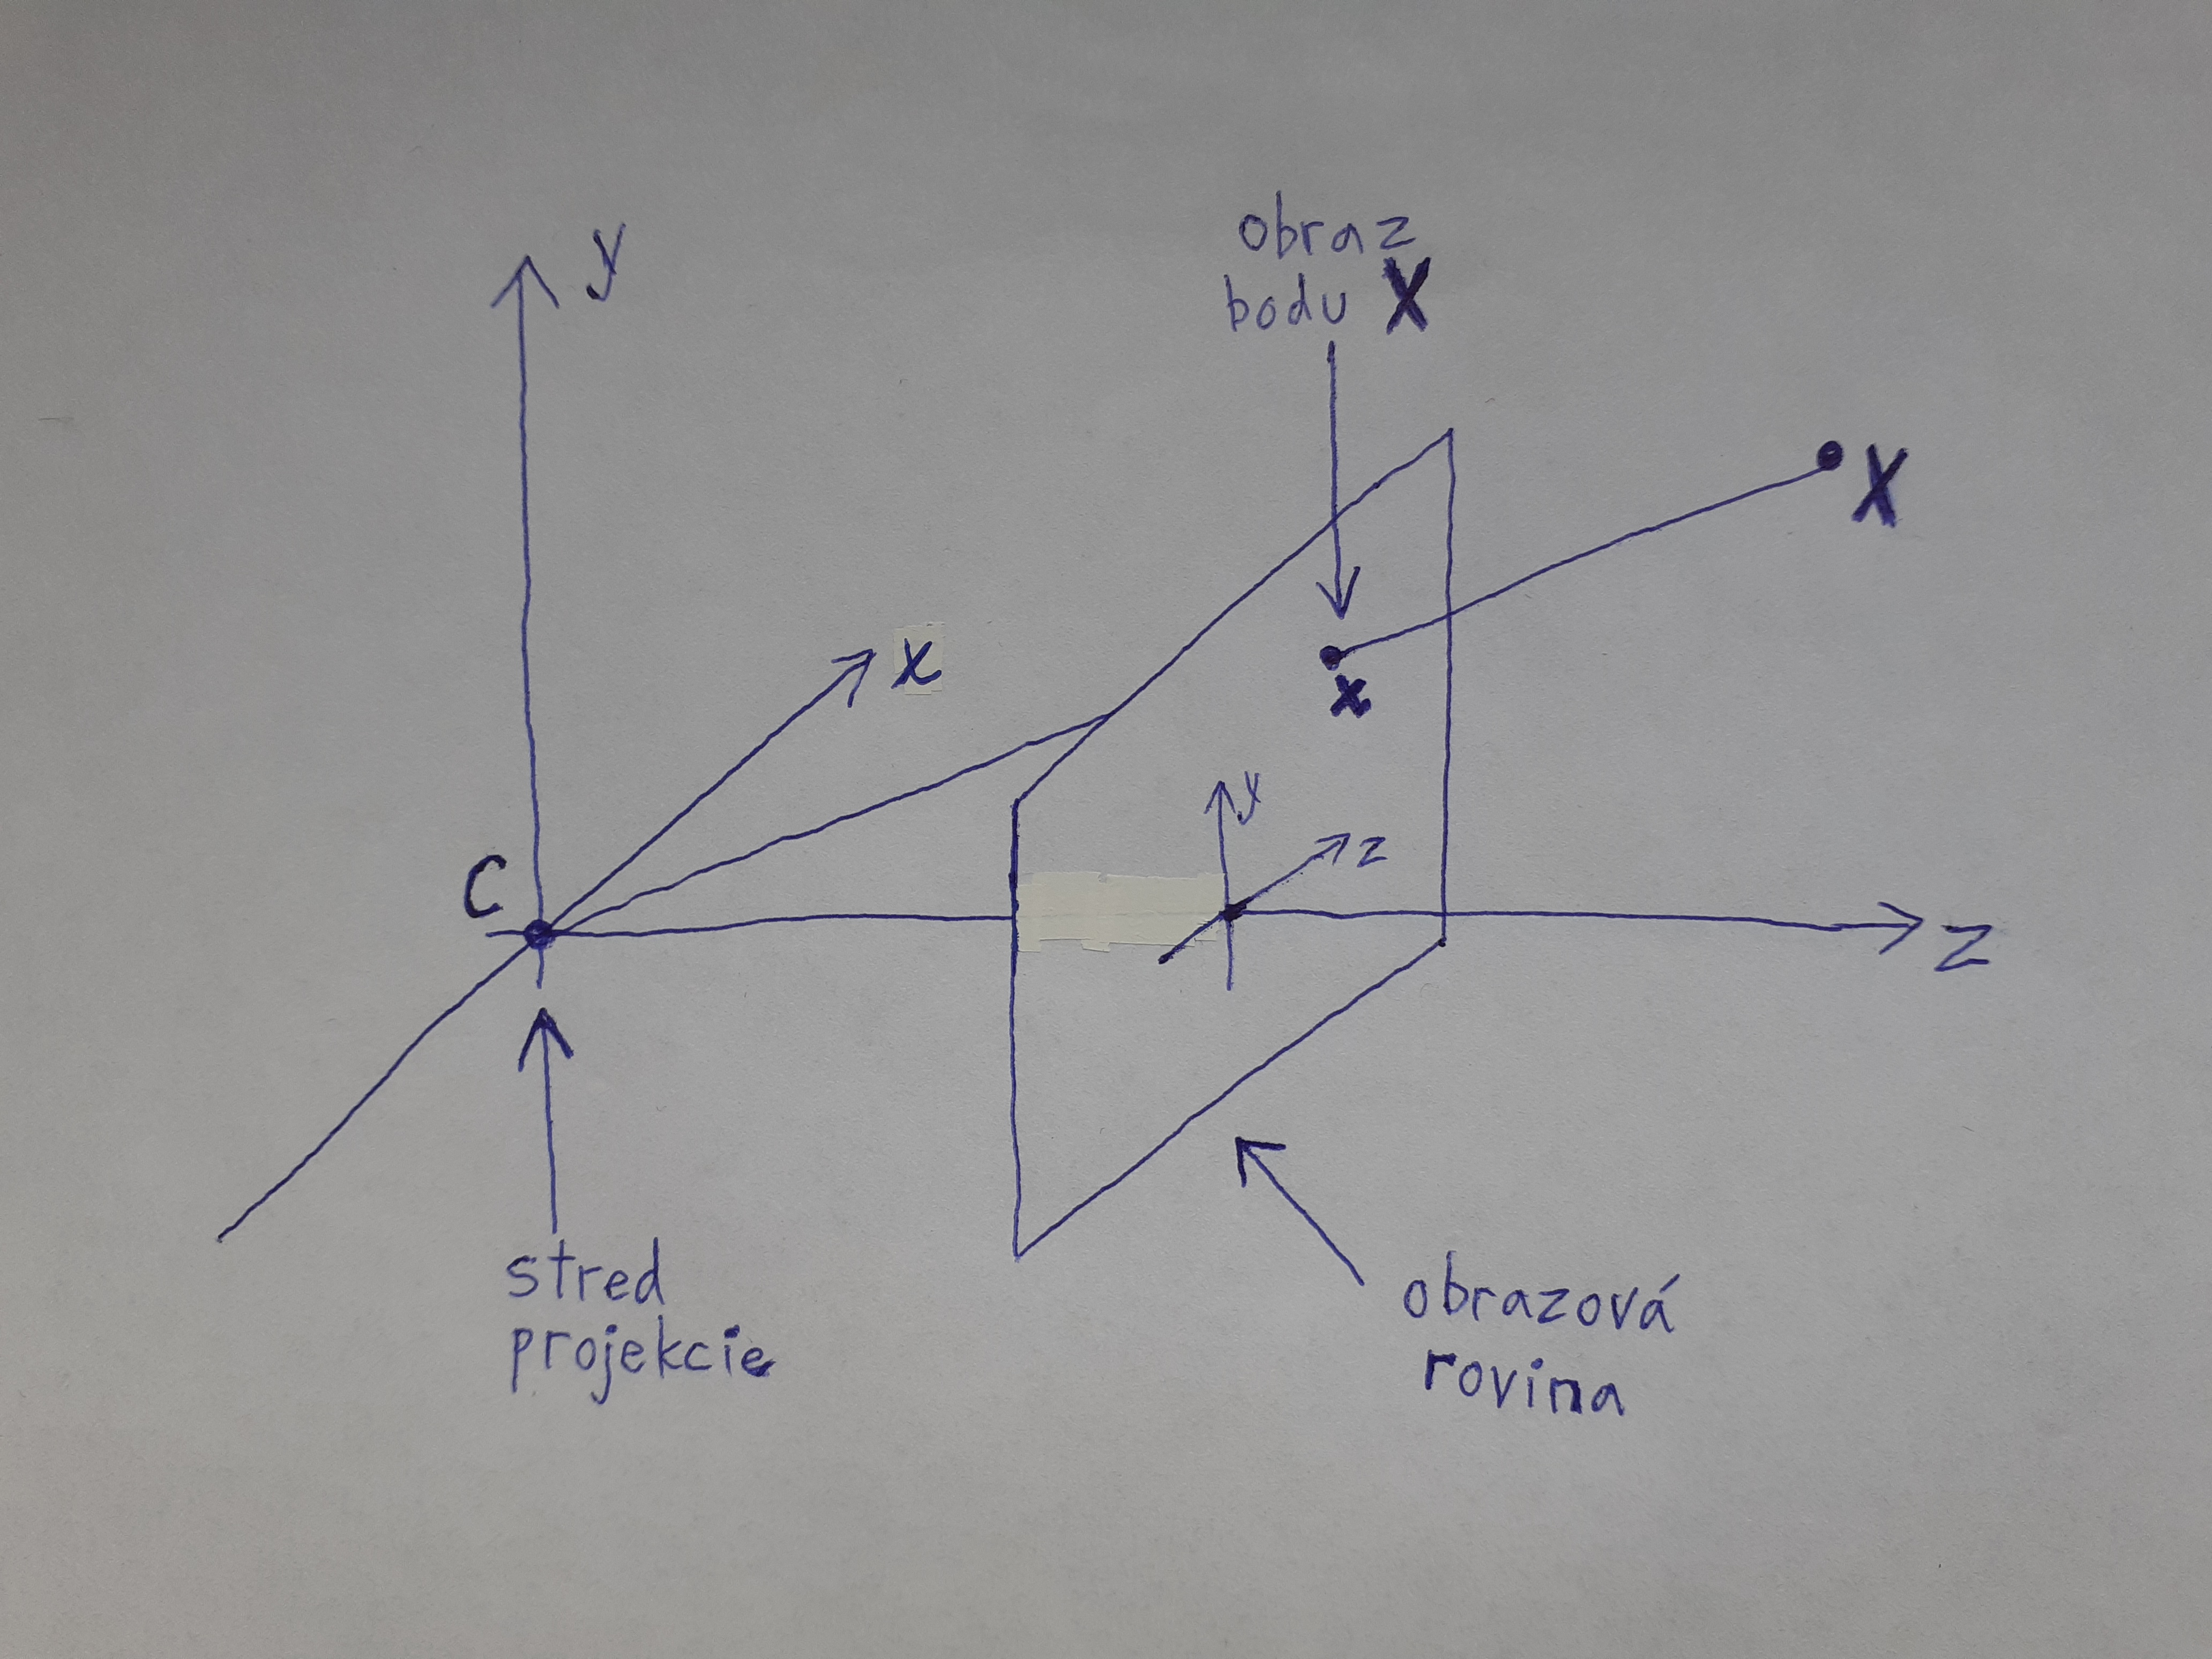 obraz
bodu X
y
X
x
x
y
z
C
z
stred
projekcie
obrazová
rovina